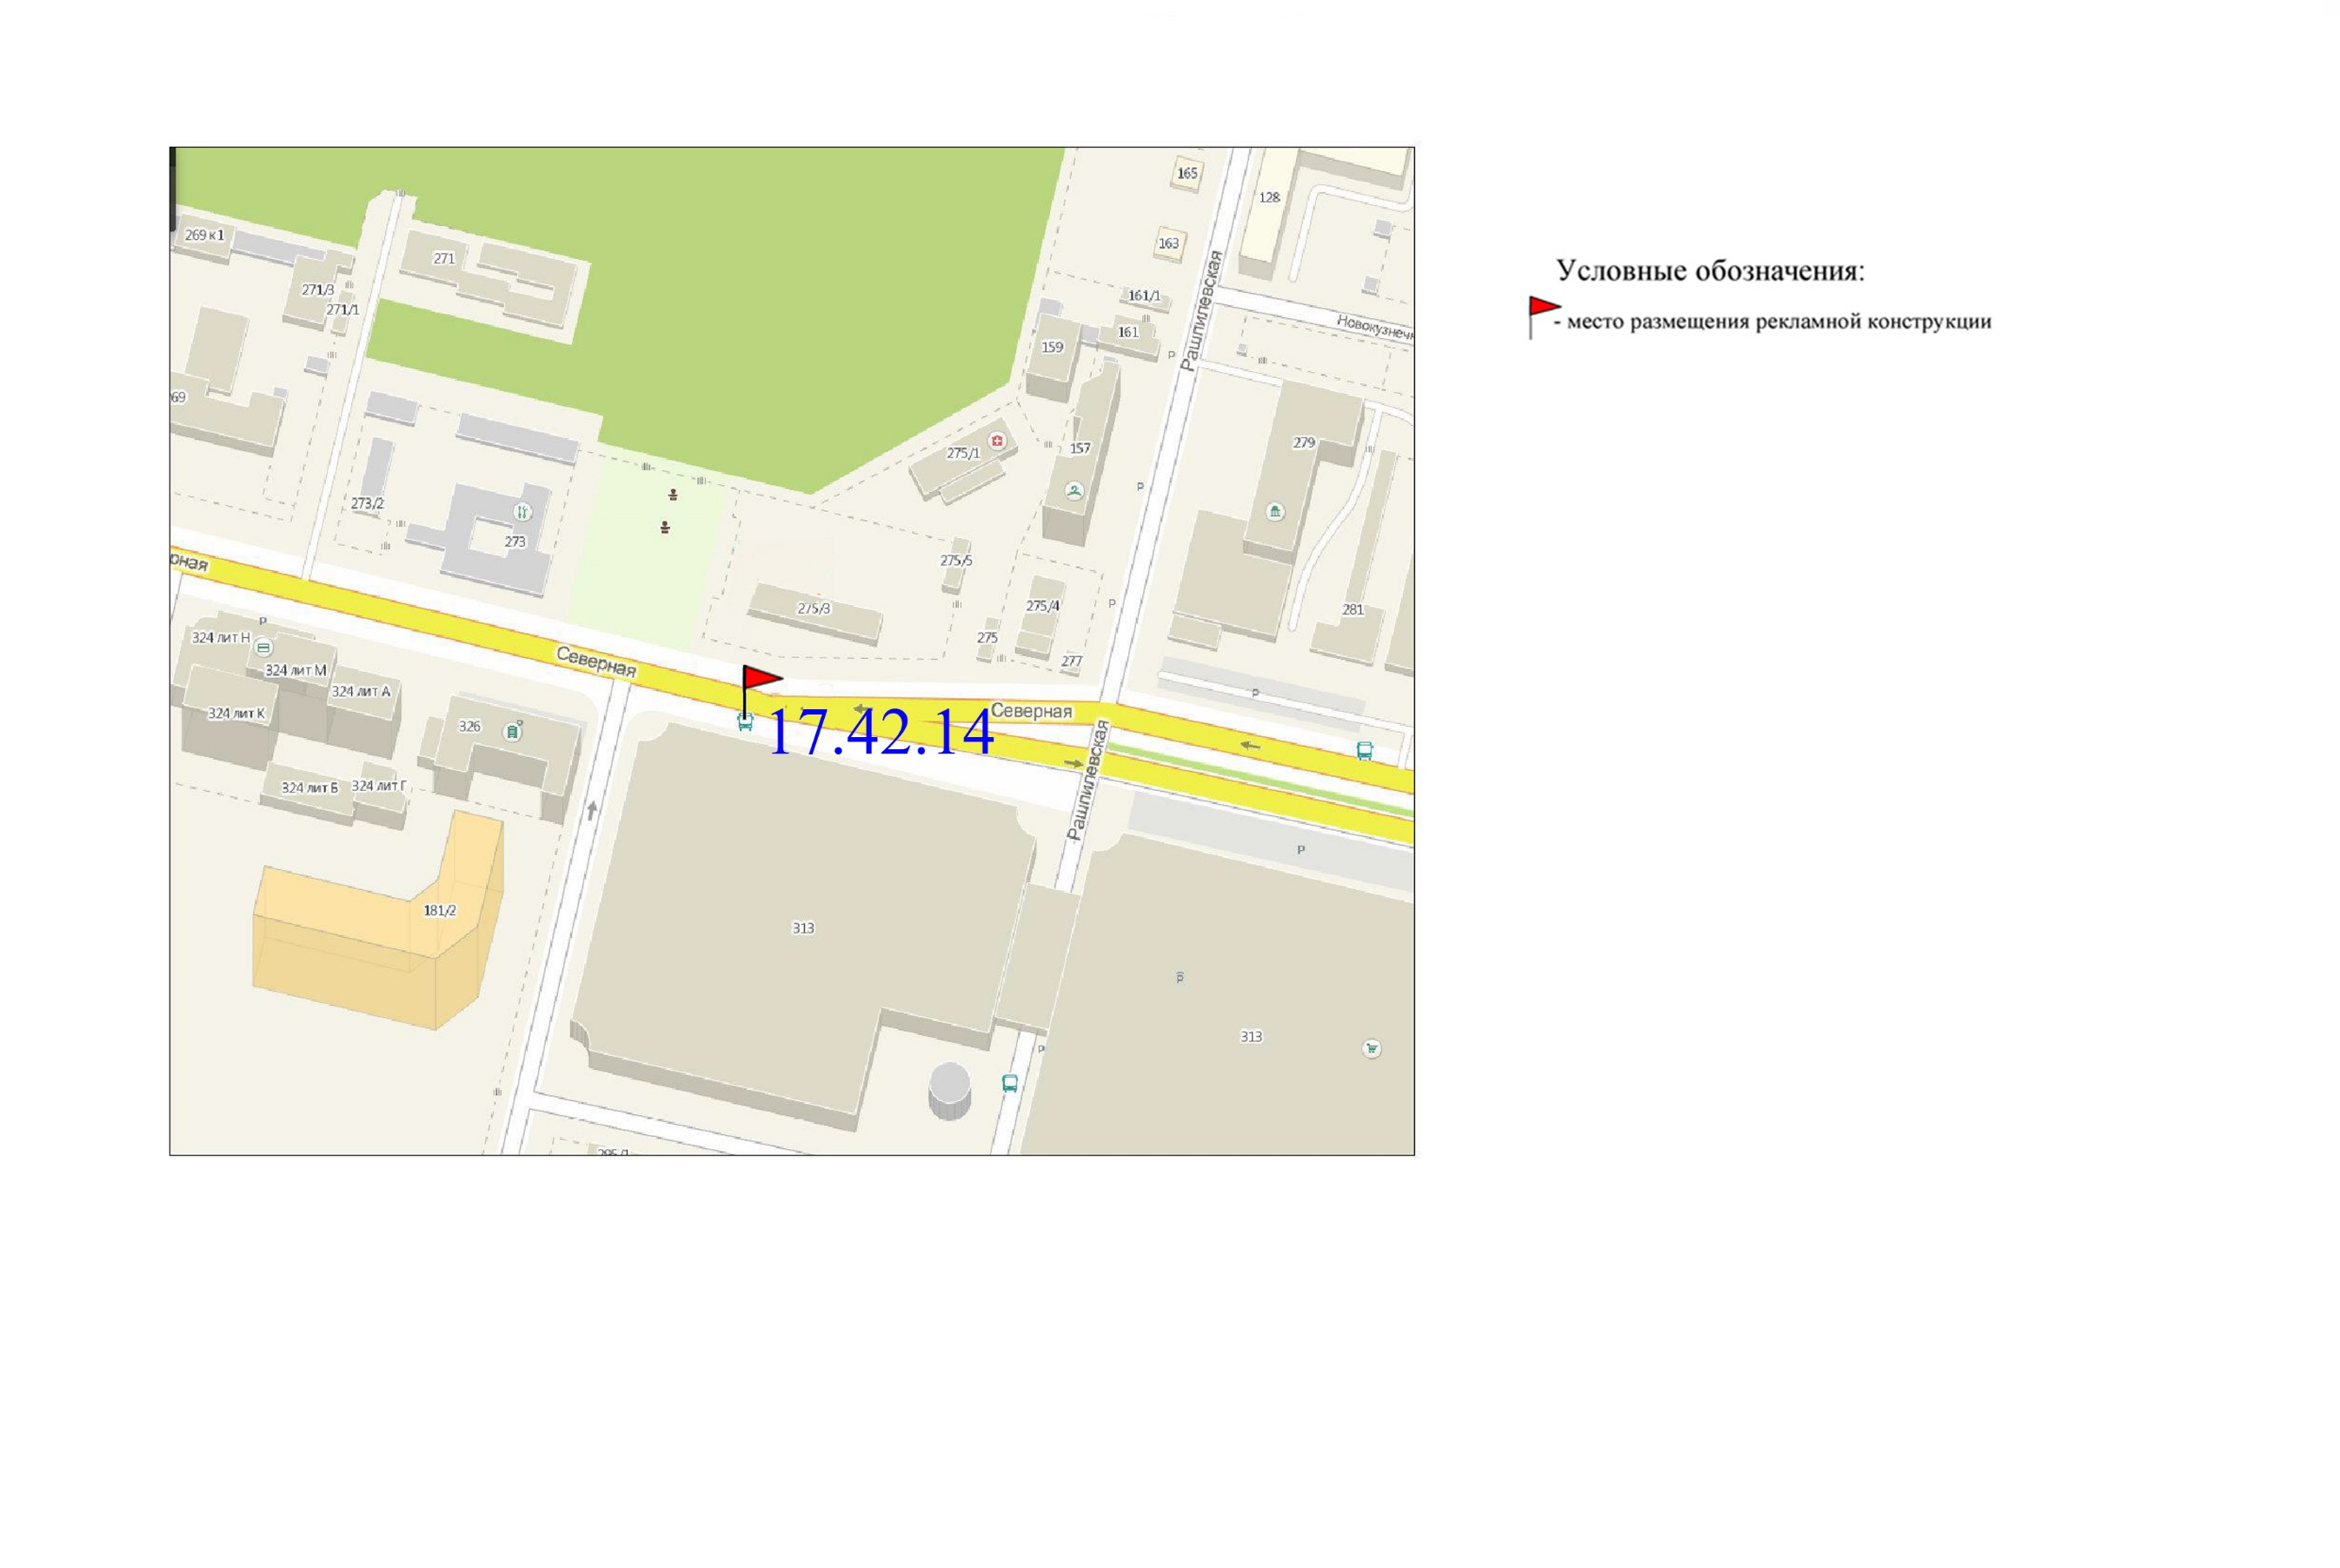 165
128
269 к1
163
271
Рашпилевская
271/3
161/1
271/1
Новокузнечн
161
159
P
69
279
275/1
157
P
273/2
273
275/5
рная
275/3
275/4
P
281
P
324 лит Н
275
277
Северная
324 лит М
324 лит А
P
324 лит К
326
17.42.14
Северная
324 лит Б
324 лит Г
Рашпилевская
P
181/2
313
P
313
P
295/1
Условные обозначения:
- место размещения рекламной конструкции